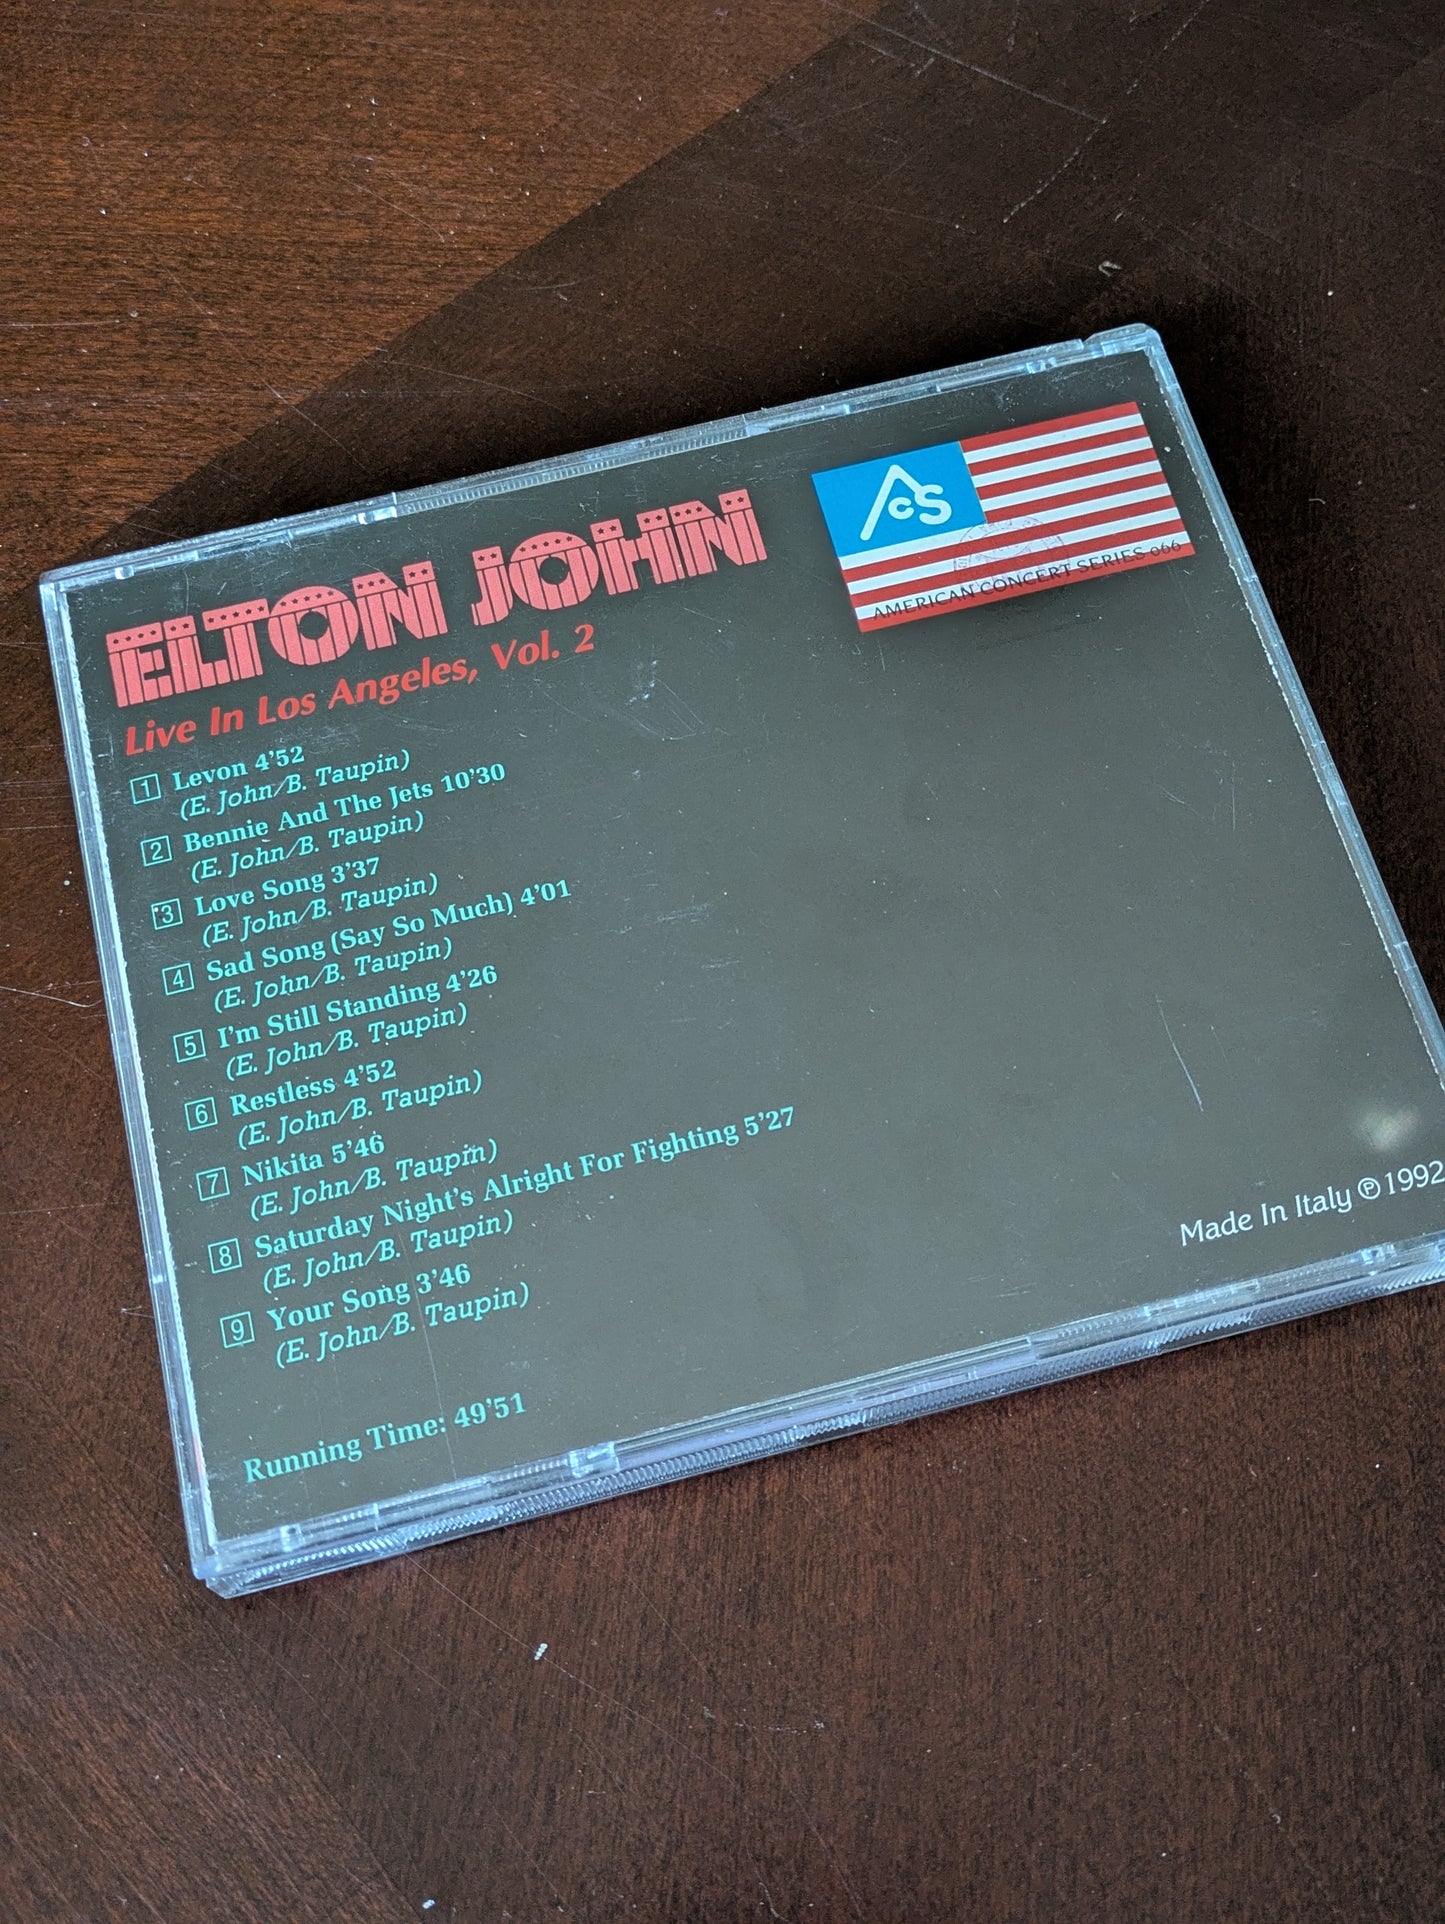 ELTON JOHN
Live In Los Angeles, Vol. 2
ACS
AMERICAN CONCERT SERIES 066
1 Levon 4'52
(E. John/B. Taupin)
2 Bennie And The Jets 10'30
(E. John/B. Taupin)
3 Love Song 3'37
(E. John/B. Taupin)
4 Sad Song (Say So Much) 4'01
(E. John/B. Taupin)
5 I'm Still Standing 4'26
(E. John/B. Taupin)
6 Restless 4'52
(E. John/B. Taupin)
7 Nikita 5'46
(E. John/B. Taupin)
8 Saturday Night's Alright For Fighting 5'27
(E. John/B. Taupin)
9 Your Song 3'46
(E. John/B. Taupin)
Running Time: 49'51
Made In Italy ℗ 1992